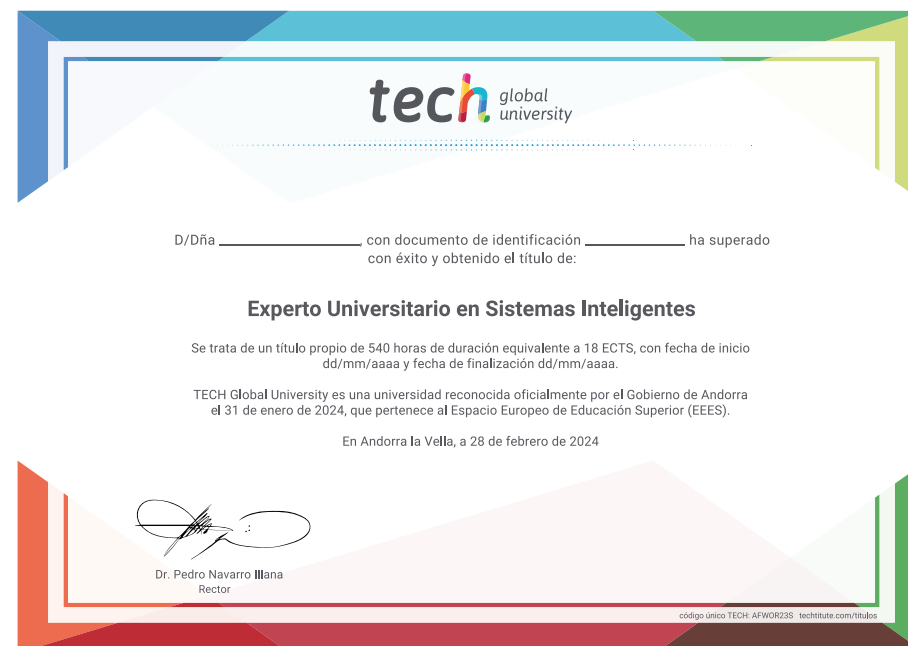 tech global university
D/Dña ____________________, con documento de identificación ______________ ha superado
con éxito y obtenido el título de:
Experto Universitario en Sistemas Inteligentes
Se trata de un título propio de 540 horas de duración equivalente a 18 ECTS, con fecha de inicio
dd/mm/aaaa y fecha de finalización dd/mm/aaaa.
TECH Global University es una universidad reconocida oficialmente por el Gobierno de Andorra
el 31 de enero de 2024, que pertenece al Espacio Europeo de Educación Superior (EEES).
En Andorra la Vella, a 28 de febrero de 2024
Dr. Pedro Navarro Illana
Rector
código único TECH: AFWOR23S techtitute.com/titulos